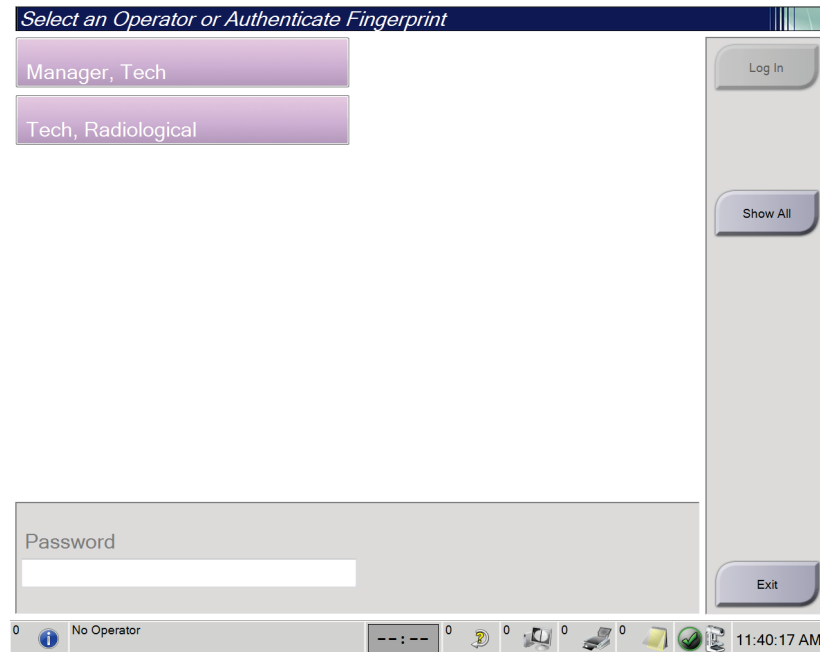 Select an Operator or Authenticate Fingerprint
Manager, Tech
Log In
Tech, Radiological
Show All
Password
Exit
0 No Operator --:-- 0 0 0 0 11:40:17 AM